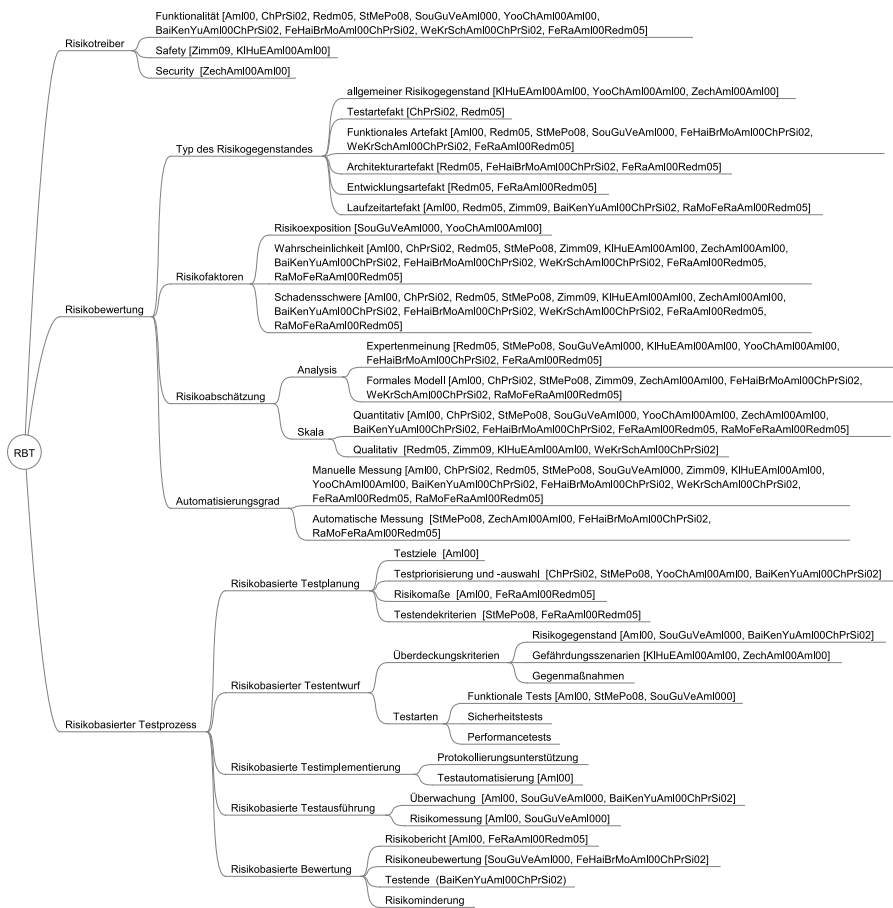 Funktionalität [Aml00, ChPrSi02, Redm05, StMePo08, SouGuVeAml000, YooChAml00Aml00,
BaiKenYuAml00ChPrSi02, FeHaiBrMoAml00ChPrSi02, WeKrSchAml00ChPrSi02, FeRaAml00Redm05]
Risikotreiber
Safety [Zimm09, KlHuEAml00Aml00]
Security [ZechAml00Aml00]
allgemeiner Risikogegenstand [KlHuEAml00Aml00, YooChAml00Aml00, ZechAml00Aml00]
Testartefakt [ChPrSi02, Redm05]
Funktionales Artefakt [Aml00, Redm05, StMePo08, SouGuVeAml000, FeHaiBrMoAml00ChPrSi02,
WeKrSchAml00ChPrSi02, FeRaAml00Redm05]
Typ des Risikogegenstandes
Architekturartefakt [Redm05, FeHaiBrMoAml00ChPrSi02, FeRaAml00Redm05]
Entwicklungsartefakt [Redm05, FeRaAml00Redm05]
Laufzeitartefakt [Aml00, Redm05, Zimm09, BaiKenYuAml00ChPrSi02, RaMoFeRaAml00Redm05]
Risikoexposition [SouGuVeAml000, YooChAml00Aml00]
Wahrscheinlichkeit [Aml00, ChPrSi02, Redm05, StMePo08, Zimm09, KlHuEAml00Aml00, ZechAml00Aml00,
BaiKenYuAml00ChPrSi02, FeHaiBrMoAml00ChPrSi02, WeKrSchAml00ChPrSi02, FeRaAml00Redm05,
RaMoFeRaAml00Redm05]
Risikofaktoren
Schadensschwere [Aml00, ChPrSi02, Redm05, StMePo08, Zimm09, KlHuEAml00Aml00, ZechAml00Aml00,
BaiKenYuAml00ChPrSi02, FeHaiBrMoAml00ChPrSi02, WeKrSchAml00ChPrSi02, FeRaAml00Redm05,
RaMoFeRaAml00Redm05]
Risikobewertung
Expertenmeinung [Redm05, StMePo08, SouGuVeAml000, KlHuEAml00Aml00, YooChAml00Aml00,
FeHaiBrMoAml00ChPrSi02, FeRaAml00Redm05]
Analysis
Formales Modell [Aml00, ChPrSi02, StMePo08, Zimm09, ZechAml00Aml00, FeHaiBrMoAml00ChPrSi02,
WeKrSchAml00ChPrSi02, RaMoFeRaAml00Redm05]
Risikoabschätzung
Quantitativ [Aml00, ChPrSi02, StMePo08, SouGuVeAml000, YooChAml00Aml00, ZechAml00Aml00,
BaiKenYuAml00ChPrSi02, FeHaiBrMoAml00ChPrSi02, FeRaAml00Redm05, RaMoFeRaAml00Redm05]
Skala
Qualitativ [Redm05, Zimm09, KlHuEAml00Aml00, WeKrSchAml00ChPrSi02]
RBT
Manuelle Messung [Aml00, ChPrSi02, Redm05, StMePo08, SouGuVeAml000, Zimm09, KlHuEAml00Aml00,
YooChAml00Aml00, BaiKenYuAml00ChPrSi02, FeHaiBrMoAml00ChPrSi02, WeKrSchAml00ChPrSi02,
FeRaAml00Redm05, RaMoFeRaAml00Redm05]
Automatisierungsgrad
Automatische Messung [StMePo08, ZechAml00Aml00, FeHaiBrMoAml00ChPrSi02,
RaMoFeRaAml00Redm05]
Testziele [Aml00]
Testpriorisierung und -auswahl [ChPrSi02, StMePo08, YooChAml00Aml00, BaiKenYuAml00ChPrSi02]
Risikobasierte Testplanung
Risikomaße [Aml00, FeRaAml00Redm05]
Testendekriterien [StMePo08, FeRaAml00Redm05]
Risikogegenstand [Aml00, SouGuVeAml000, BaiKenYuAml00ChPrSi02]
Überdeckungskriterien
Gefährdungsszenarien [KlHuEAml00Aml00, ZechAml00Aml00]
Gegenmaßnahmen
Risikobasierter Testentwurf
Funktionale Tests [Aml00, StMePo08, SouGuVeAml000]
Testarten
Sicherheitstests
Performancetests
Risikobasierter Testprozess
Protokollierungsunterstützung
Risikobasierte Testimplementierung
Testautomatisierung [Aml00]
Überwachung [Aml00, SouGuVeAml000, BaiKenYuAml00ChPrSi02]
Risikobasierte Testausführung
Risikomessung [Aml00, SouGuVeAml000]
Risikobericht [Aml00, FeRaAml00Redm05]
Risikoneubewertung [SouGuVeAml000, FeHaiBrMoAml00ChPrSi02]
Risikobasierte Bewertung
Testende (BaiKenYuAml00ChPrSi02)
Risikominderung